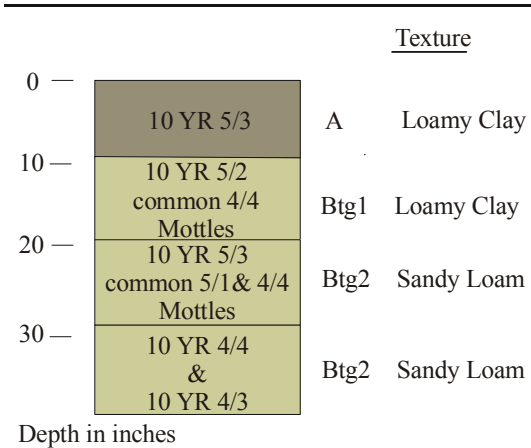 Texture
0 —
10 YR 5/3
A
Loamy Clay
10 —
10 YR 5/2
common 4/4
Mottles
Btg1
Loamy Clay
20 —
10 YR 5/3
common 5/1& 4/4
Mottles
Btg2
Sandy Loam
30 —
10 YR 4/4
&
10 YR 4/3
Btg2
Sandy Loam
Depth in inches